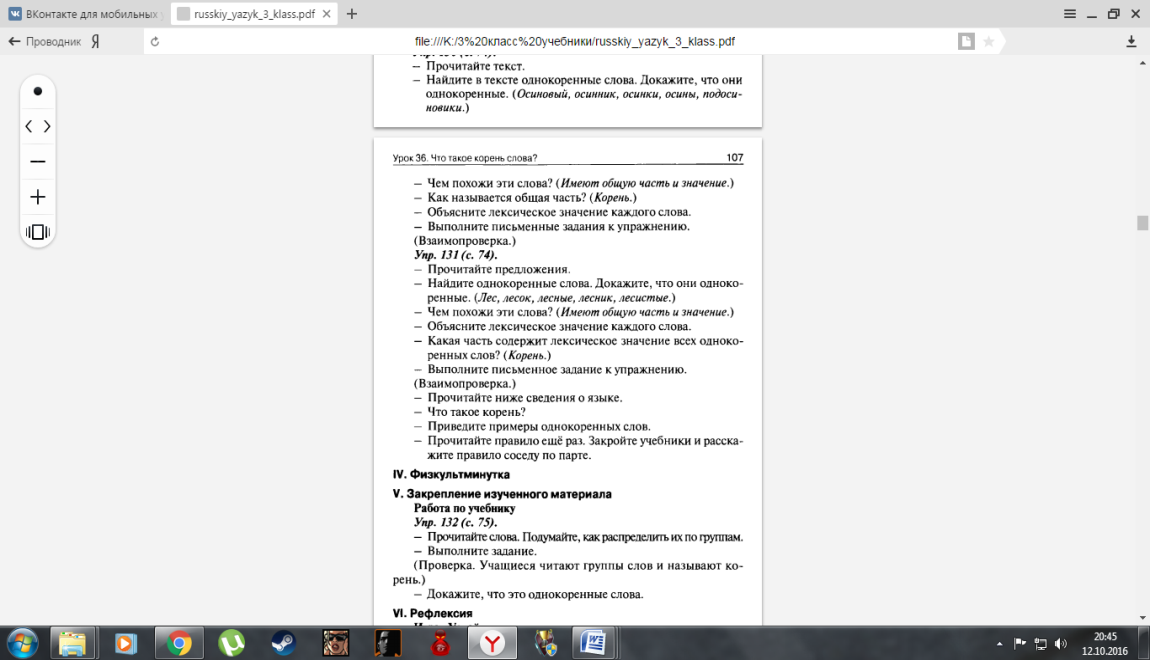 ВКонтакте для мобильных
russkiy_yazyk_3_klass.pdf
Проводник
file:///K:/3%20класс%20учебники/russkiy_yazyk_3_klass.pdf
– Прочитайте текст.
– Найдите в тексте однокоренные слова. Докажите, что они
однокоренные. (Осиновый, осинник, осинки, осины, подоси-
новики.)
Урок 36. Что такое корень слова? 107
– Чем похожи эти слова? (Имеют общую часть и значение.)
– Как называется общая часть? (Корень.)
– Объясните лексическое значение каждого слова.
– Выполните письменные задания к упражнению.
(Взаимопроверка.)
Упр. 131 (с. 74).
– Прочитайте предложения.
– Найдите однокоренные слова. Докажите, что они одноко-
ренные. (Лес, лесок, лесные, лесник, лесистые.)
– Чем похожи эти слова? (Имеют общую часть и значение.)
– Объясните лексическое значение каждого слова.
– Какая часть содержит лексическое значение всех одноко-
ренных слов? (Корень.)
– Выполните письменное задание к упражнению.
(Взаимопроверка.)
– Прочитайте ниже сведения о языке.
– Что такое корень?
– Приведите примеры однокоренных слов.
– Прочитайте правило ещё раз. Закройте учебники и расска-
жите правило соседу по парте.
IV. Физкультминутка
V. Закрепление изученного материала
Работа по учебнику
Упр. 132 (с. 75).
– Прочитайте слова. Подумайте, как распределить их по группам.
– Выполните задание.
(Проверка. Учащиеся читают группы слов и называют ко-
рень.)
– Докажите, что это однокоренные слова.
VI. Рефлексия
20:45
12.10.2016